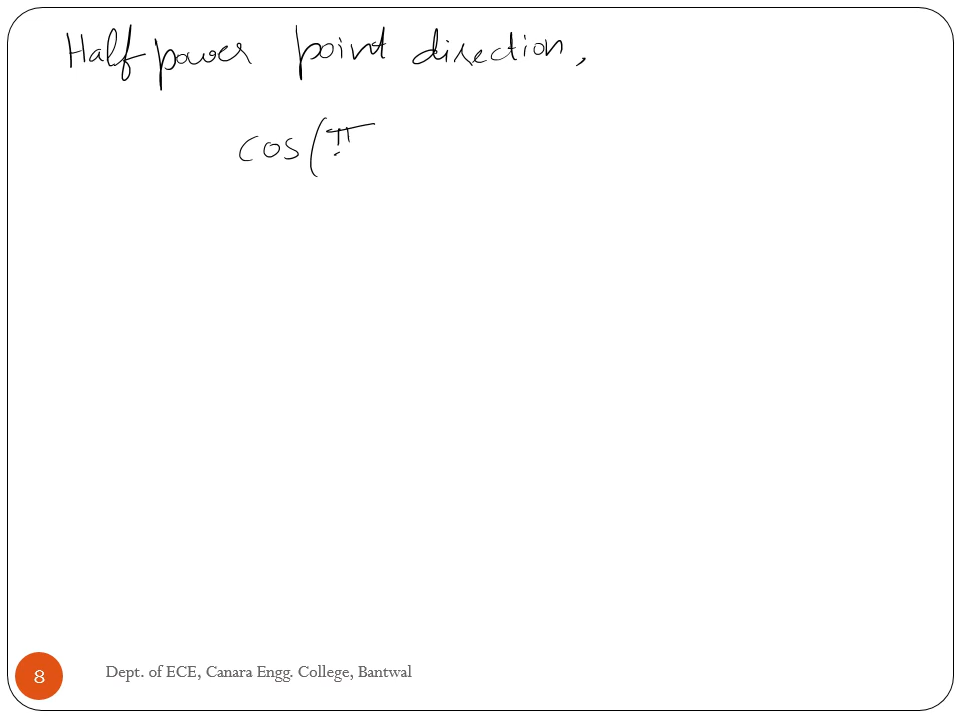 Half power point direction,
cos(π
8
Dept. of ECE, Canara Engg. College, Bantwal